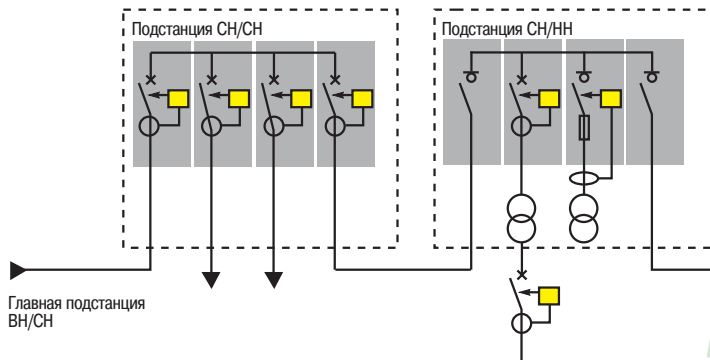 Подстанция СН/СН
Подстанция СН/НН
Главная подстанция
ВН/СН